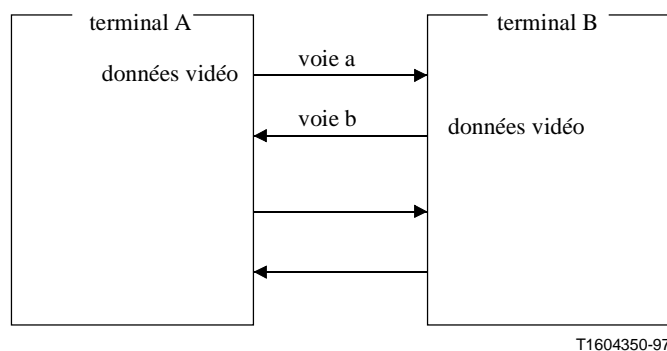 terminal A
terminal B
données vidéo
voie a
voie b
données vidéo
T1604350-97